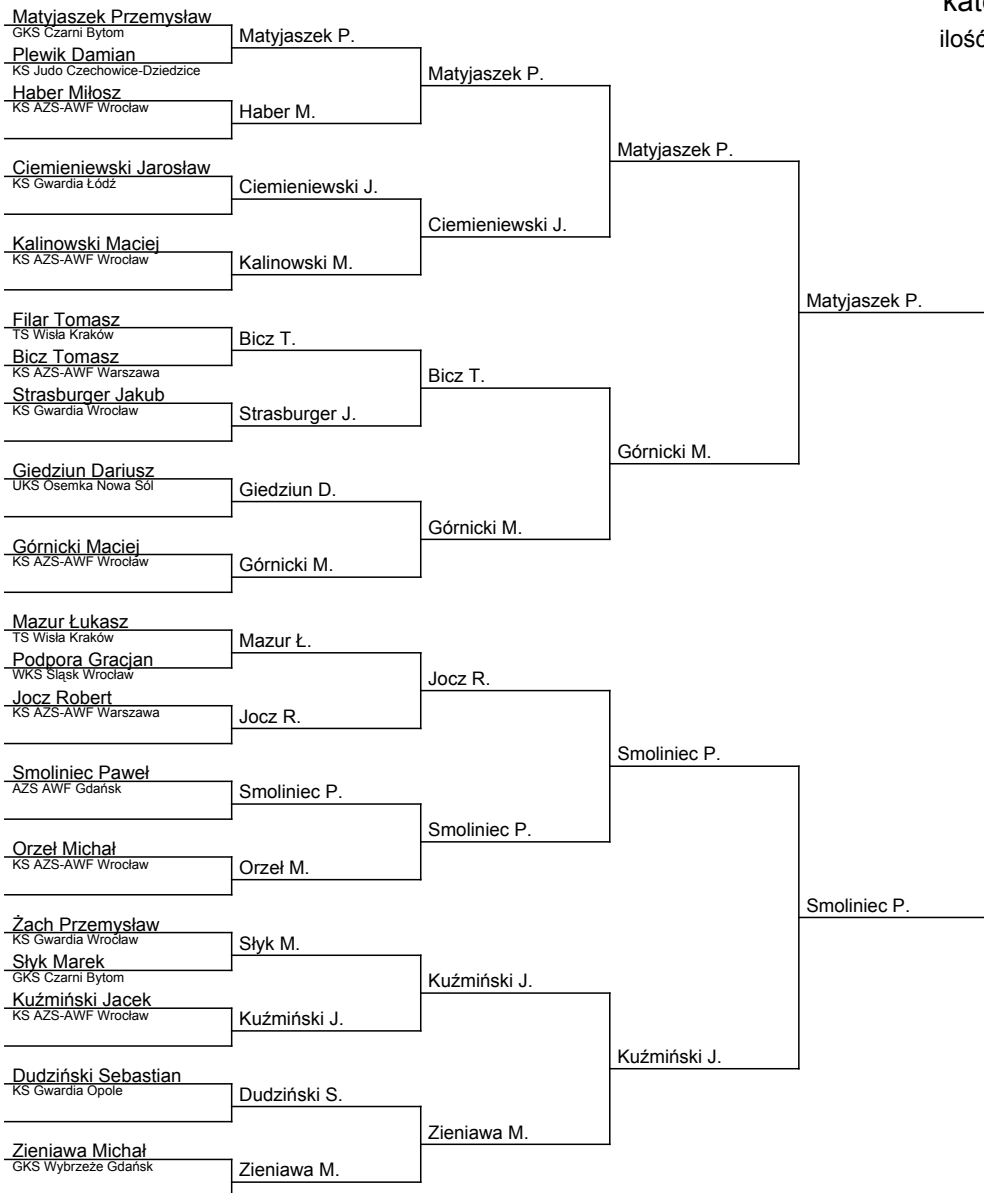 kate
ilość
Matyjaszek Przemysław
GKS Czarni Bytom
Plewik Damian
KS Judo Czechowice-Dziedzice
Haber Miłosz
KS AZS-AWF Wrocław
Ciemieniewski Jarosław
KS Gwardia Łódź
Kalinowski Maciej
KS AZS-AWF Wrocław
Filar Tomasz
TS Wisła Kraków
Bicz Tomasz
KS AZS-AWF Warszawa
Strasburger Jakub
KS Gwardia Wrocław
Giedziun Dariusz
UKS Ósemka Nowa Sól
Górnicki Maciej
KS AZS-AWF Wrocław
Mazur Łukasz
TS Wisła Kraków
Podpora Gracjan
WKS Śląsk Wrocław
Jocz Robert
KS AZS-AWF Warszawa
Smoliniec Paweł
AZS AWF Gdańsk
Orzeł Michał
KS AZS-AWF Wrocław
Żach Przemysław
KS Gwardia Wrocław
Słyk Marek
GKS Czarni Bytom
Kuźmiński Jacek
KS AZS-AWF Wrocław
Dudziński Sebastian
KS Gwardia Opole
Zieniawa Michał
GKS Wybrzeże Gdańsk
Matyjaszek P.
Haber M.
Ciemieniewski J.
Kalinowski M.
Bicz T.
Strasburger J.
Giedziun D.
Górnicki M.
Mazur Ł.
Jocz R.
Smoliniec P.
Orzeł M.
Słyk M.
Kuźmiński J.
Dudziński S.
Zieniawa M.
Matyjaszek P.
Ciemieniewski J.
Bicz T.
Górnicki M.
Jocz R.
Smoliniec P.
Kuźmiński J.
Zieniawa M.
Matyjaszek P.
Górnicki M.
Smoliniec P.
Kuźmiński J.
Matyjaszek P.
Smoliniec P.